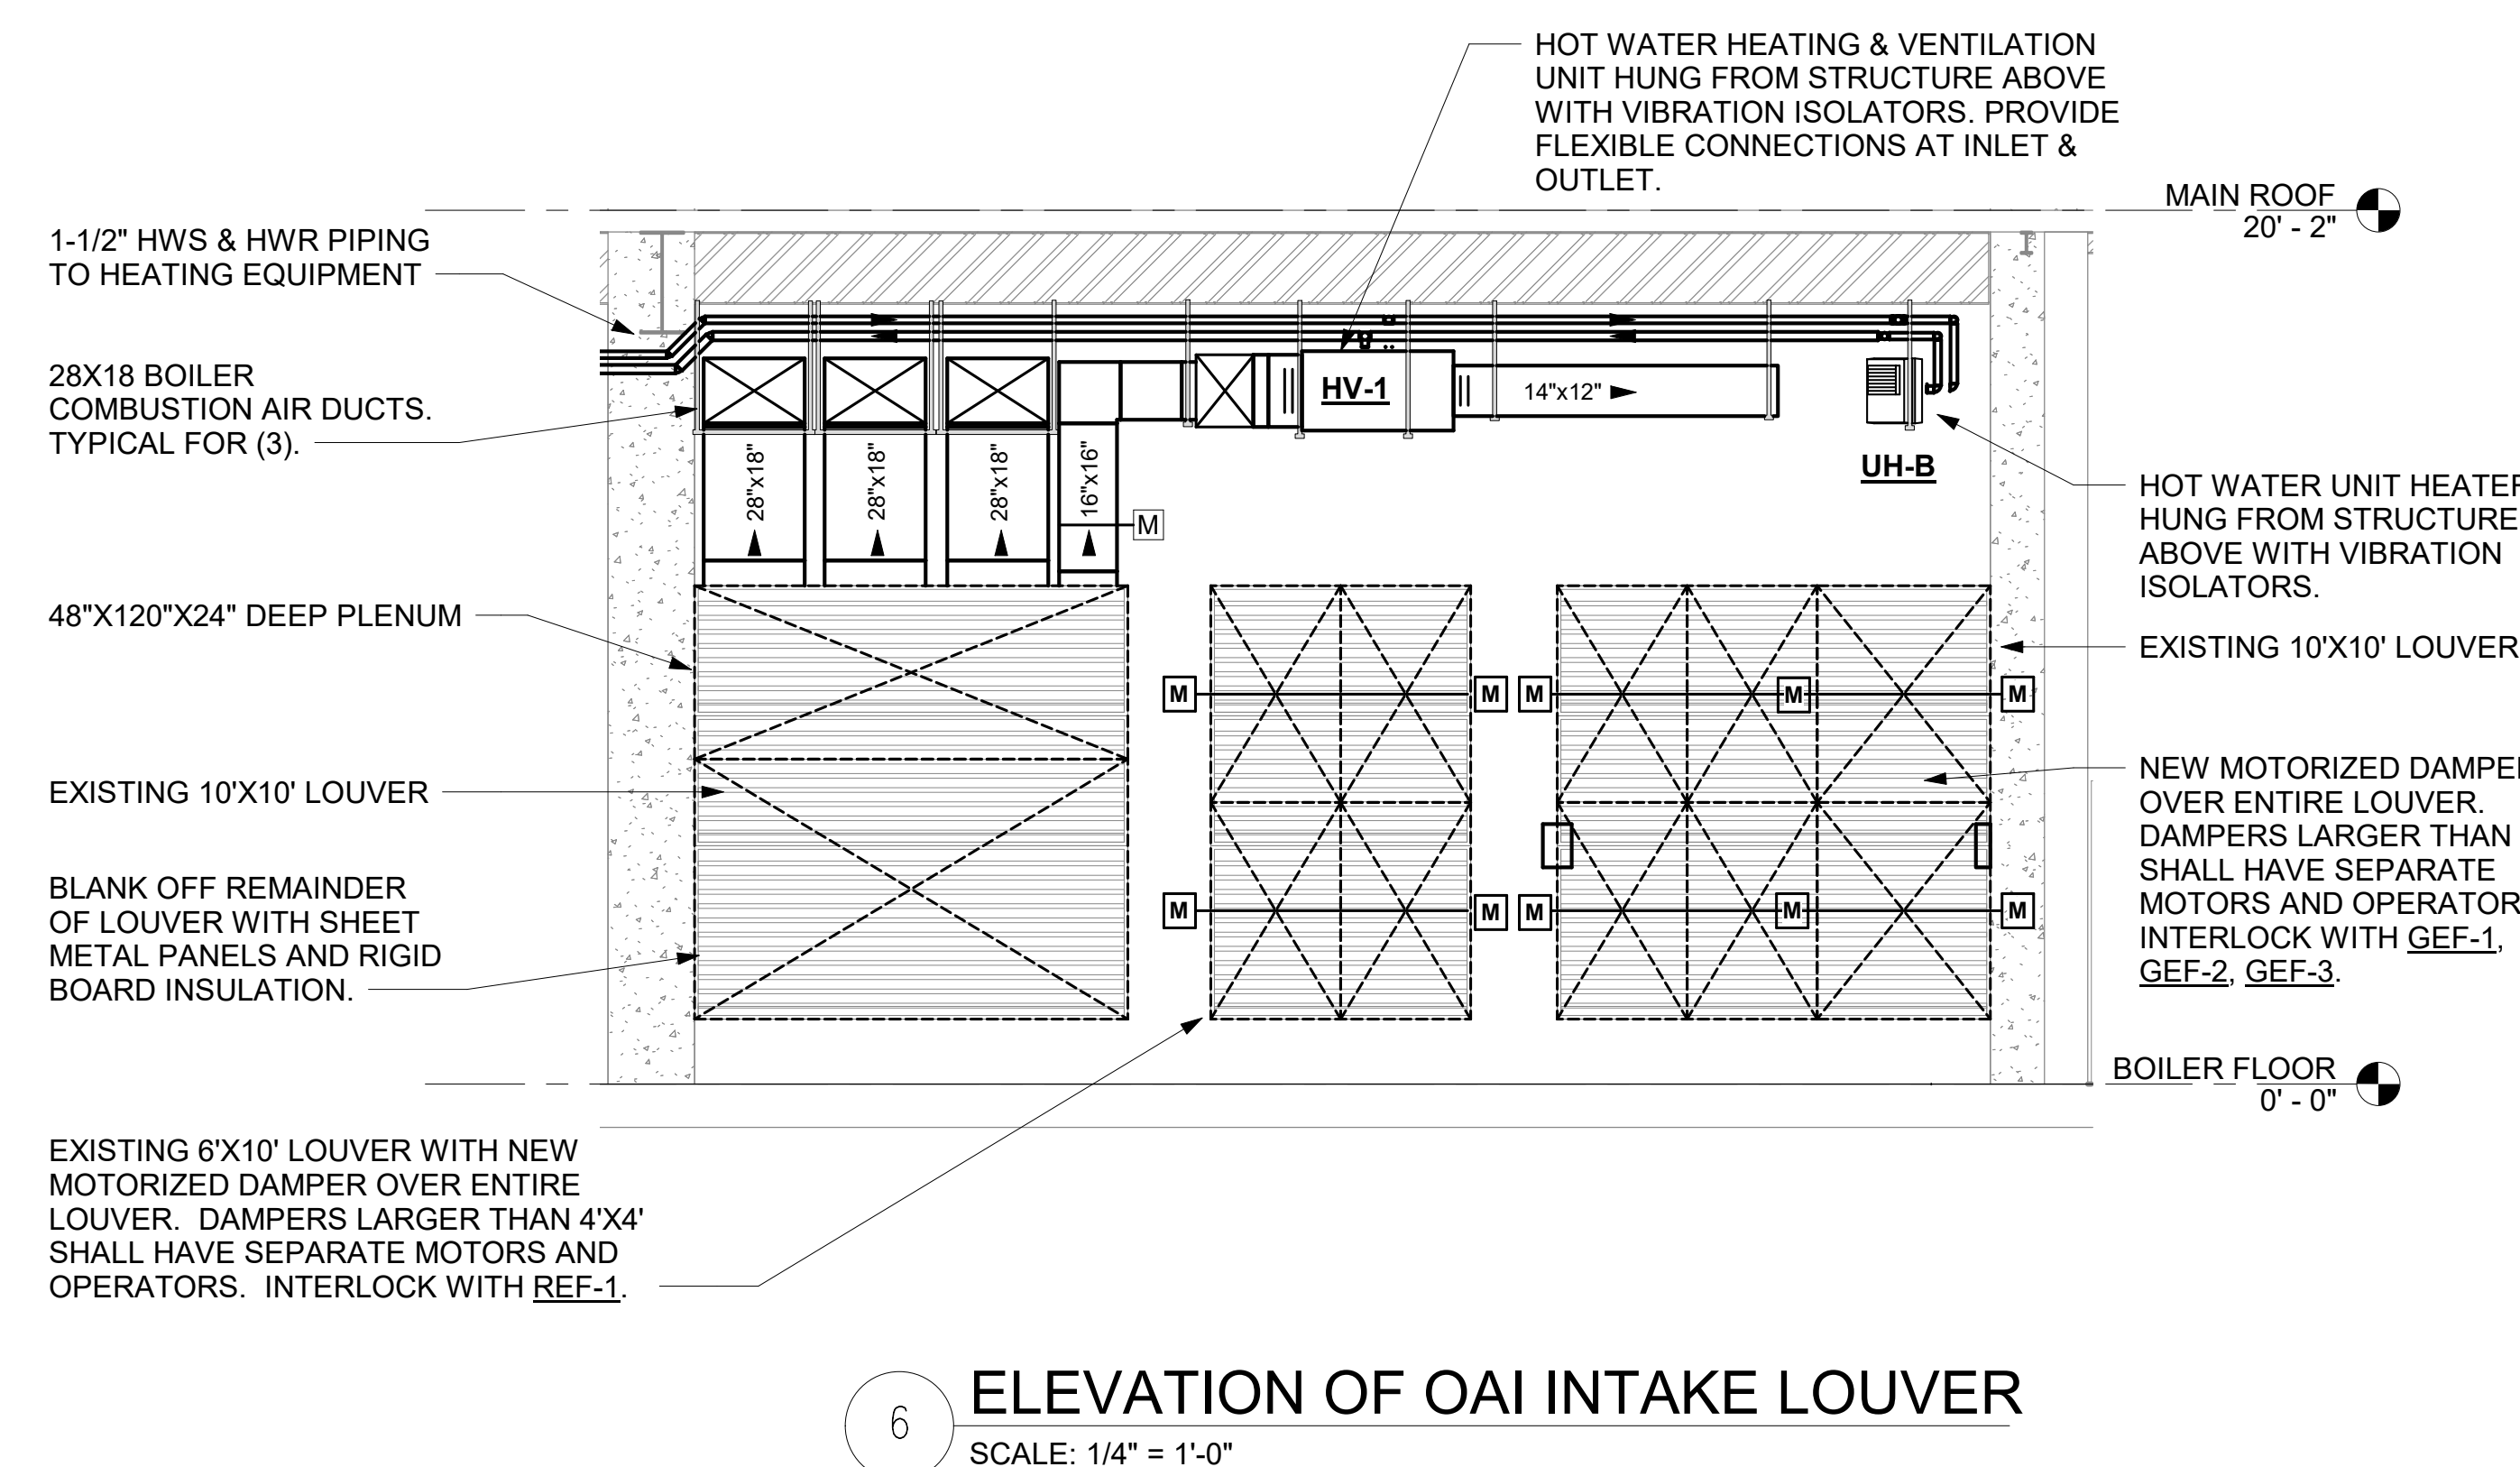 HOT WATER HEATING & VENTILATION
UNIT HUNG FROM STRUCTURE ABOVE
WITH VIBRATION ISOLATORS. PROVIDE
FLEXIBLE CONNECTIONS AT INLET &
OUTLET.
MAIN ROOF
20' - 2"
1-1/2" HWS & HWR PIPING
TO HEATING EQUIPMENT
28X18 BOILER
COMBUSTION AIR DUCTS.
TYPICAL FOR (3).
HV-1
14"x12"
28"x18"
28"x18"
28"x18"
16"x16"
M
UH-B
HOT WATER UNIT HEATER
HUNG FROM STRUCTURE
ABOVE WITH VIBRATION
ISOLATORS.
48"X120"X24" DEEP PLENUM
EXISTING 10'X10' LOUVER
M
M
M
M
M
EXISTING 10'X10' LOUVER
NEW MOTORIZED DAMPER
OVER ENTIRE LOUVER.
DAMPERS LARGER THAN
SHALL HAVE SEPARATE
MOTORS AND OPERATOR
INTERLOCK WITH GEF-1,
GEF-2, GEF-3.
BLANK OFF REMAINDER
OF LOUVER WITH SHEET
METAL PANELS AND RIGID
BOARD INSULATION.
M
M
M
M
M
BOILER FLOOR
0' - 0"
EXISTING 6'X10' LOUVER WITH NEW
MOTORIZED DAMPER OVER ENTIRE
LOUVER. DAMPERS LARGER THAN 4'X4'
SHALL HAVE SEPARATE MOTORS AND
OPERATORS. INTERLOCK WITH REF-1.
6
ELEVATION OF OAI INTAKE LOUVER
SCALE: 1/4" = 1'-0"